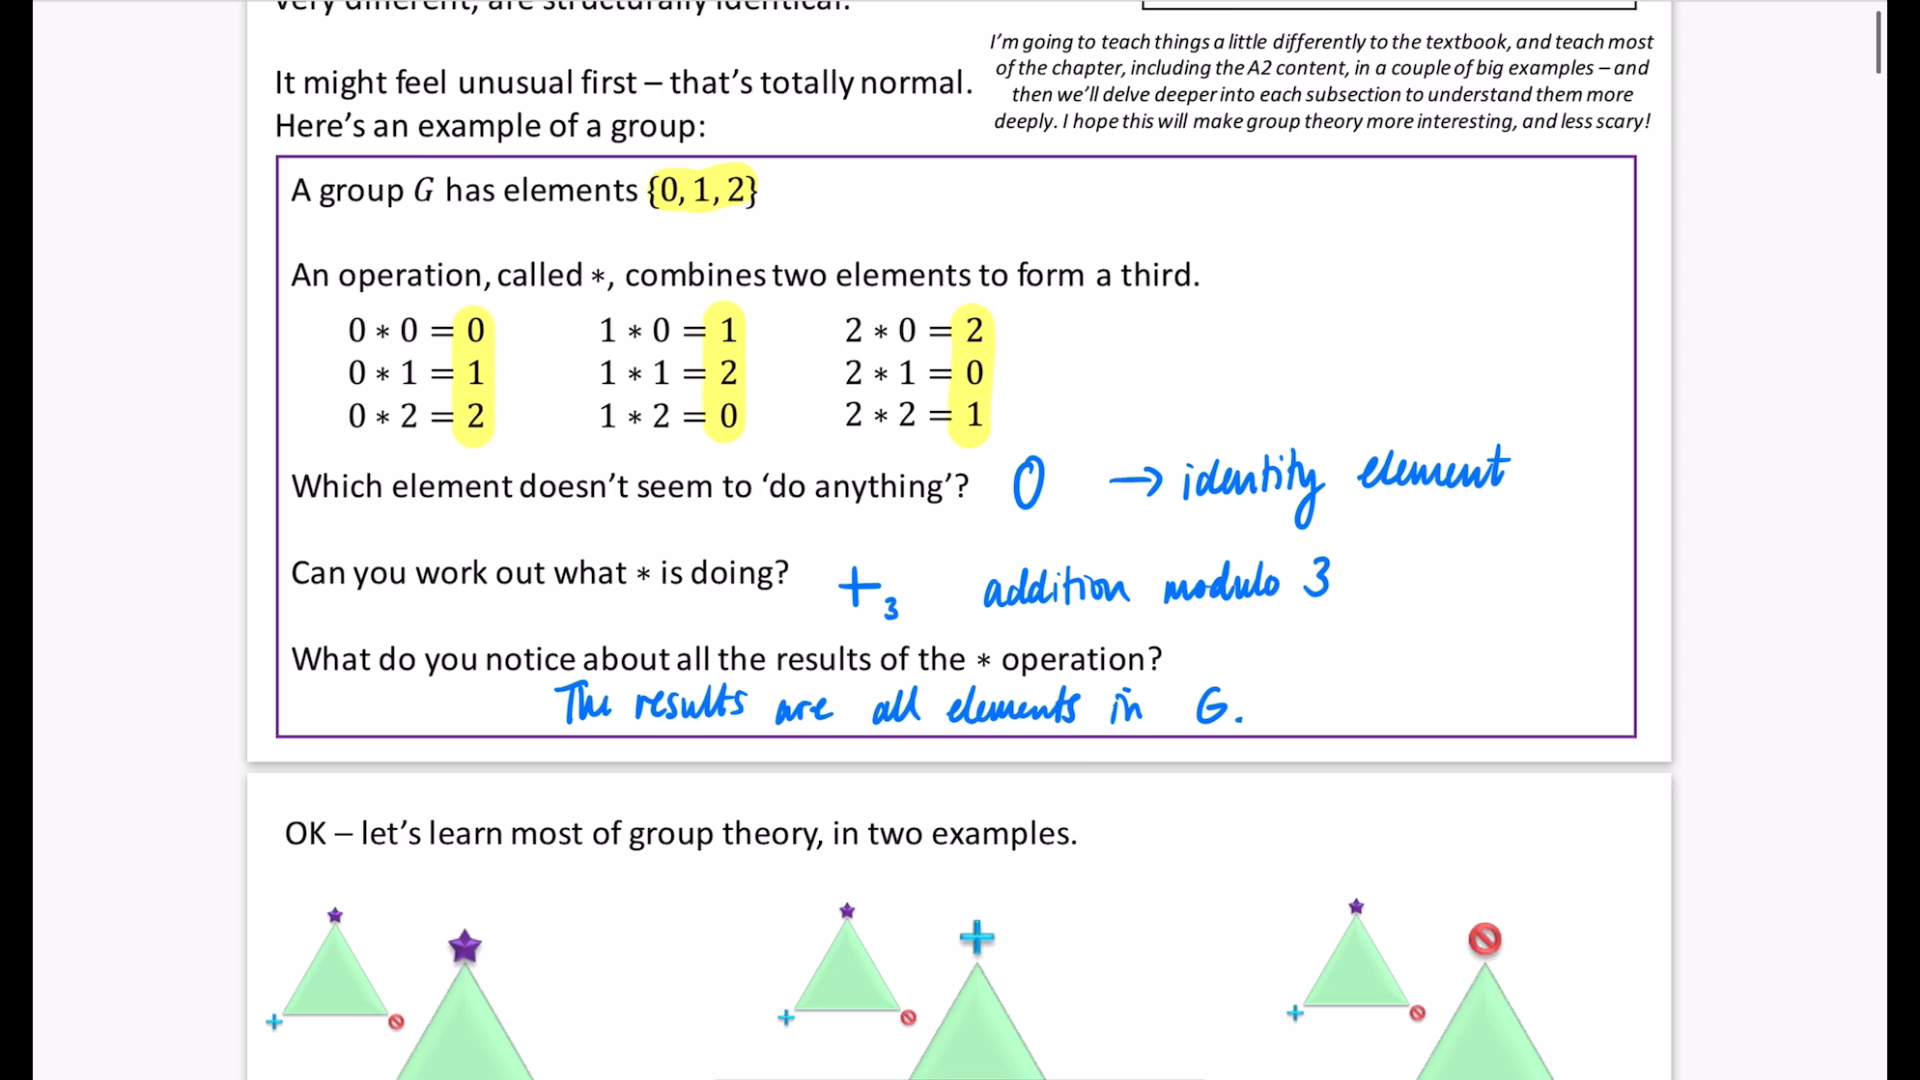 very different, are structurally identical.
I'm going to teach things a little differently to the textbook, and teach most
of the chapter, including the A2 content, in a couple of big examples – and
then we'll delve deeper into each subsection to understand them more
deeply. I hope this will make group theory more interesting, and less scary!
It might feel unusual first – that's totally normal.
Here's an example of a group:
A group G has elements {0, 1, 2}
An operation, called *, combines two elements to form a third.
0 * 0 = 0 1 * 0 = 1 2 * 0 = 2
0 * 1 = 1 1 * 1 = 2 2 * 1 = 0
0 * 2 = 2 1 * 2 = 0 2 * 2 = 1
Which element doesn't seem to 'do anything'? 0 → identity element
Can you work out what * is doing? +₃ addition modulo 3
What do you notice about all the results of the * operation?
The results are all elements in G.
OK – let's learn most of group theory, in two examples.